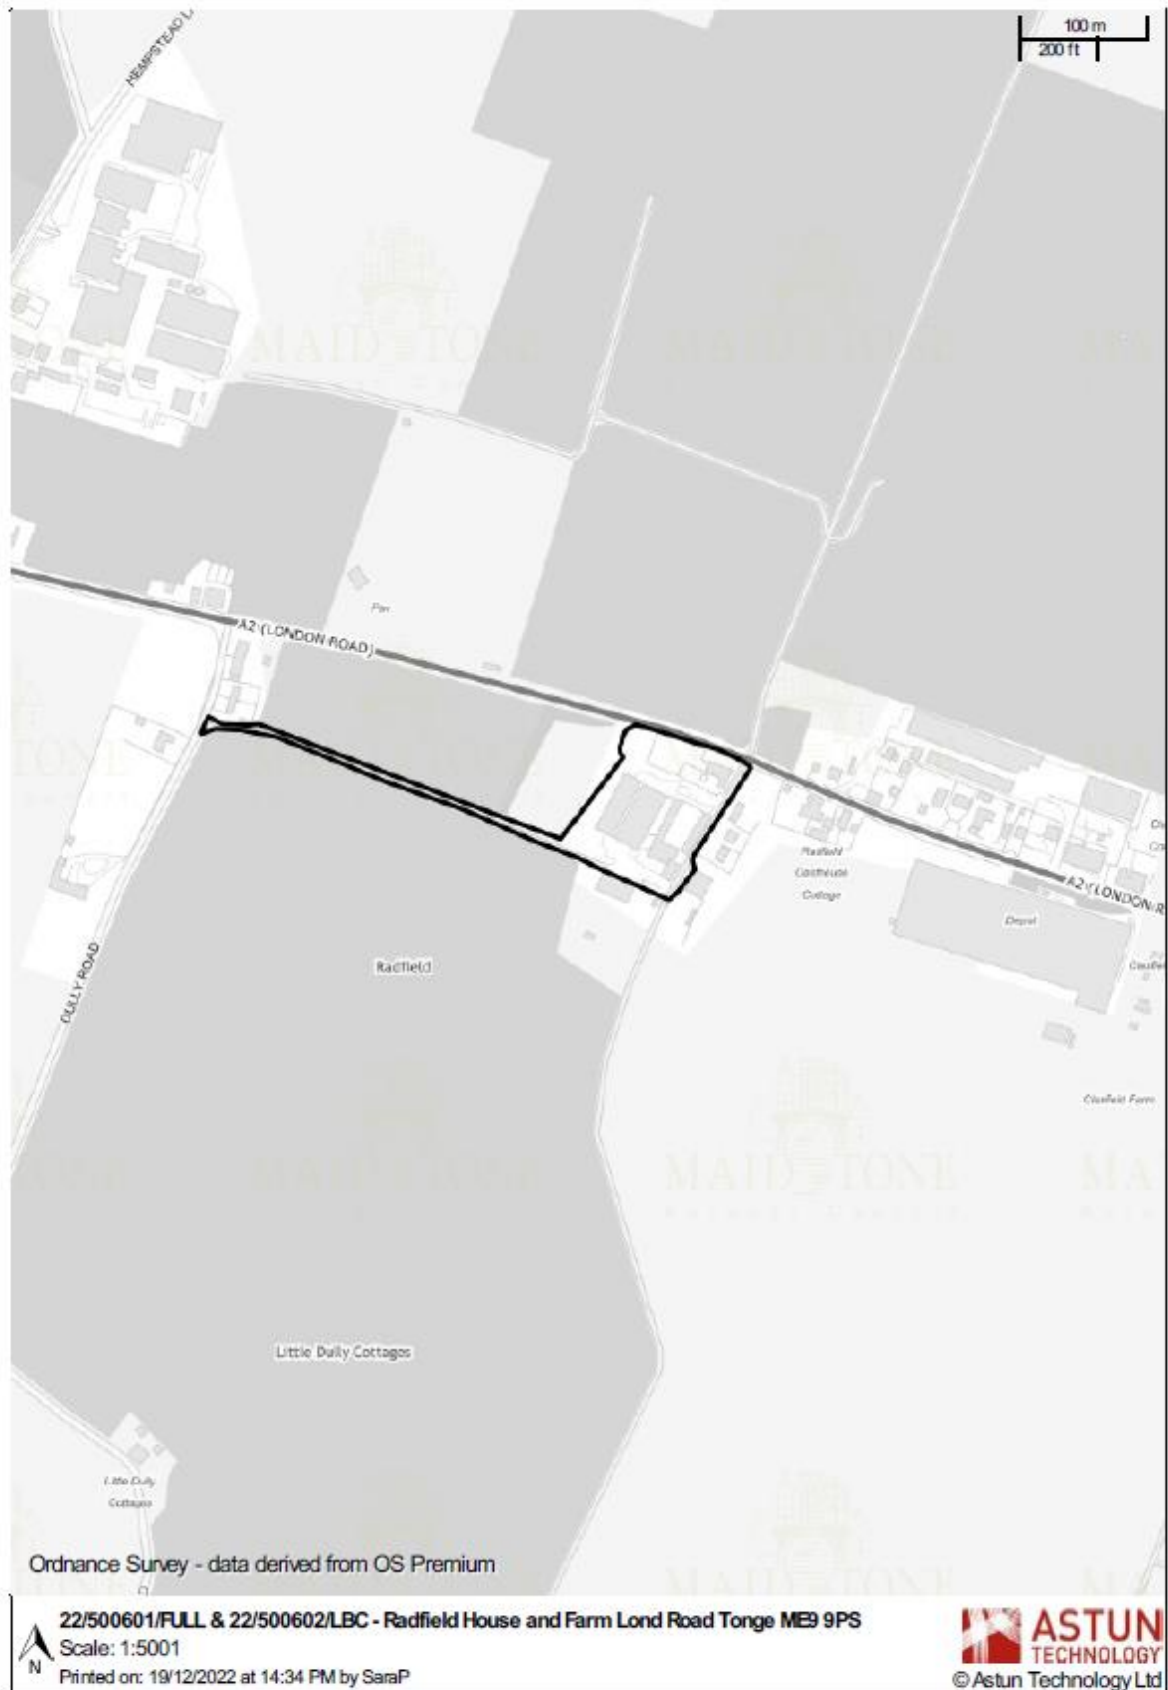 100 m
200 ft
HEMPSTEAD L
Pen
A2 (LONDON ROAD)
Radfield
Oasthouse
Cottage
A2 (LONDON R
Depot
DULLY ROAD
Radfield
MAID TONE
Little Dully Cottages
Little Dully
Cottages
Ordnance Survey - data derived from OS Premium
22/500601/FULL & 22/500602/LBC - Radfield House and Farm Lond Road Tonge ME9 9PS
Scale: 1:5001
Printed on: 19/12/2022 at 14:34 PM by SaraP
N
ASTUN
TECHNOLOGY
© Astun Technology Ltd